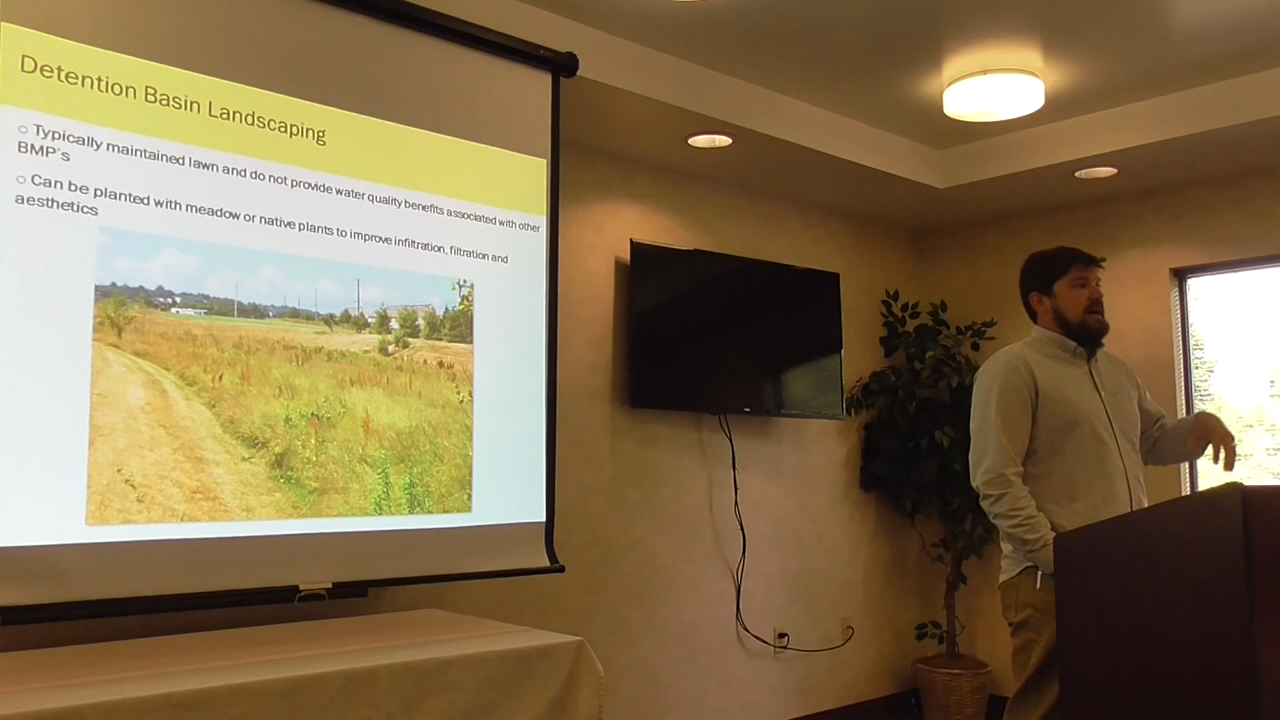 Detention Basin Landscaping
○ Typically maintained lawn and do not provide water quality benefits associated with other
BMP's
○ Can be planted with meadow or native plants to improve infiltration, filtration and
aesthetics